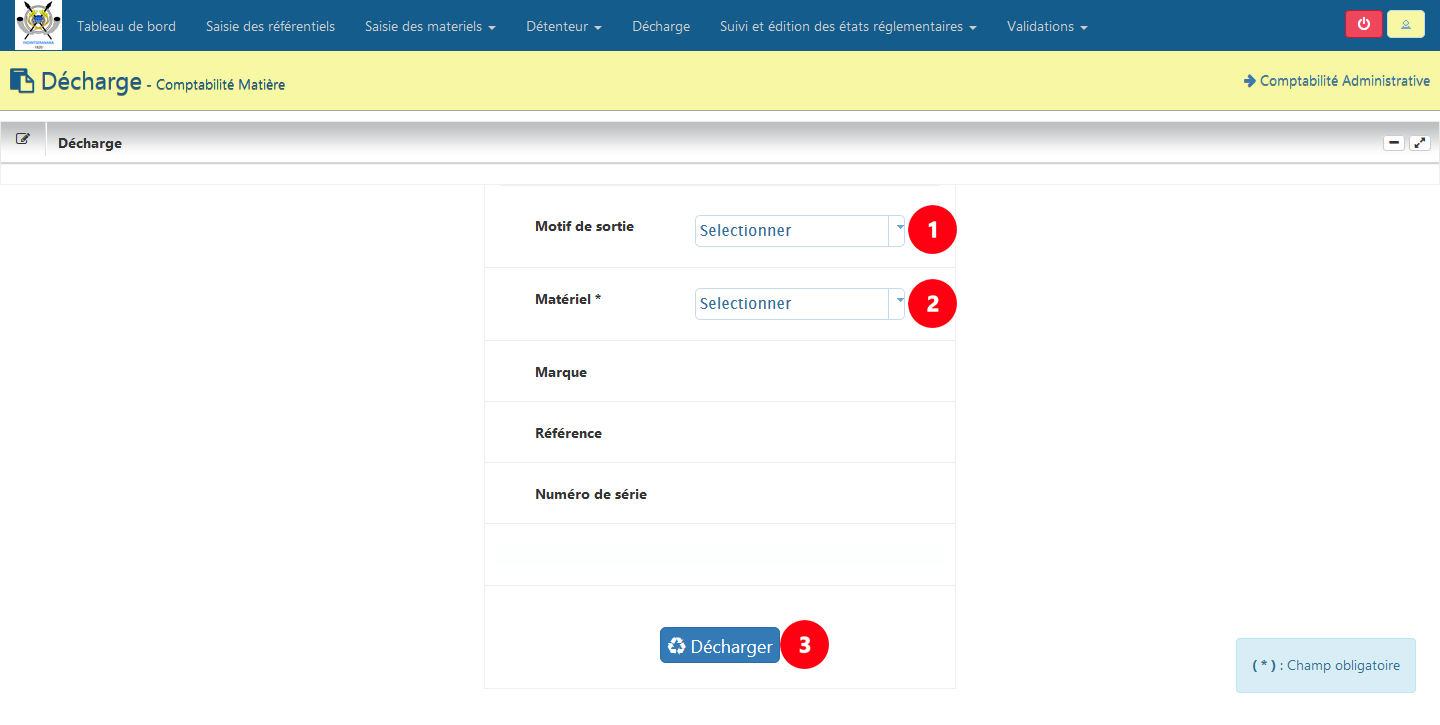 Tableau de bord Saisie des référentiels Saisie des materiels Détenteur Décharge Suivi et édition des états réglementaires Validations
Décharge - Comptabilité Matière
Comptabilité Administrative
Décharge
Motif de sortie Selectionner 1
Matériel * Selectionner 2
Marque
Référence
Numéro de série
Décharger 3
( * ) : Champ obligatoire